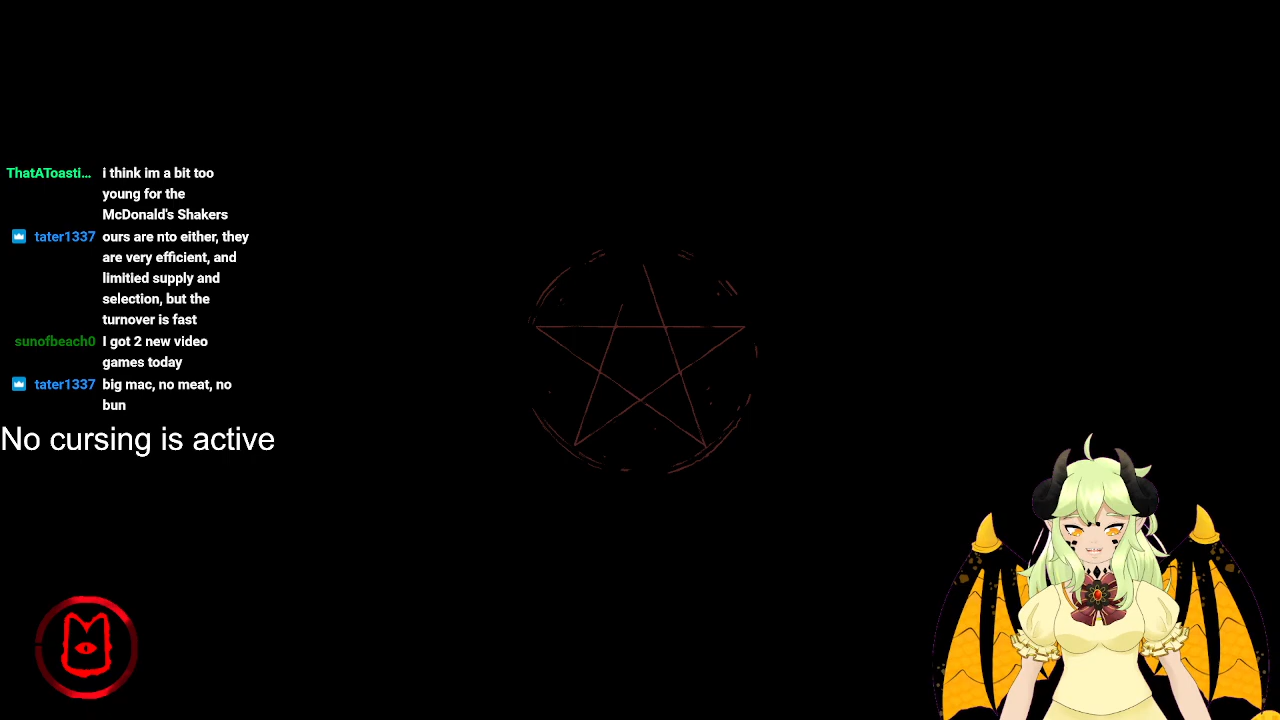 ThatAToasti... i think im a bit too
young for the
McDonald's Shakers
tater1337 ours are nto either, they
are very efficient, and
limitied supply and
selection, but the
turnover is fast
sunofbeach0 I got 2 new video
games today
tater1337 big mac, no meat, no
bun
No cursing is active